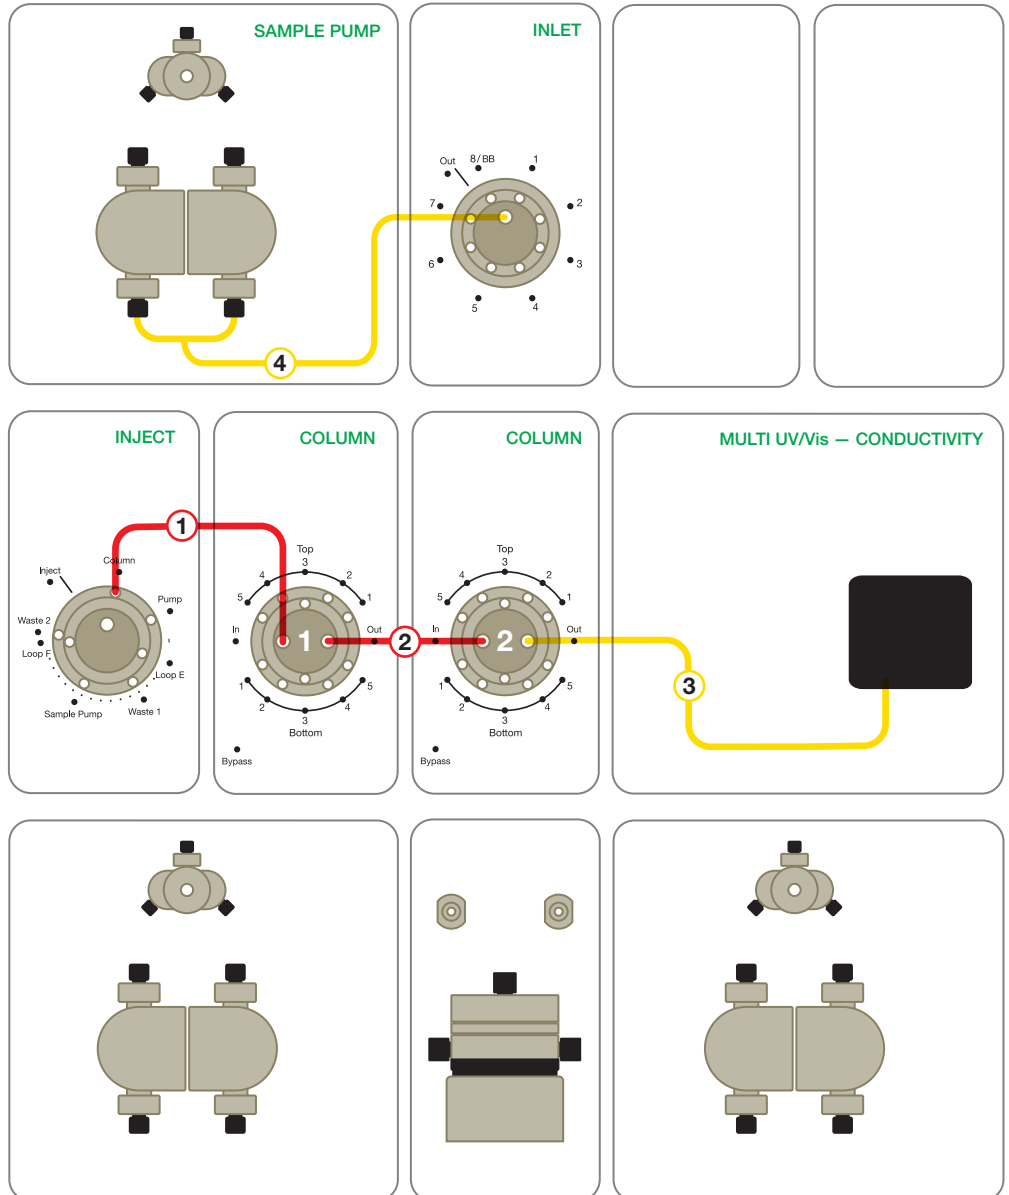 SAMPLE PUMP
INLET
Out
8/BB
1
7
2
6
3
5
4
4
INJECT
COLUMN
COLUMN
MULTI UV/Vis — CONDUCTIVITY
1
Column
Inject
Pump
Waste 2
Loop F
Loop E
Sample Pump
Waste 1
Top
3
4
2
5
1
In
1
Out
1
5
2
4
3
Bottom
Bypass
2
Top
3
4
2
5
1
In
2
Out
1
5
2
4
3
Bottom
Bypass
3